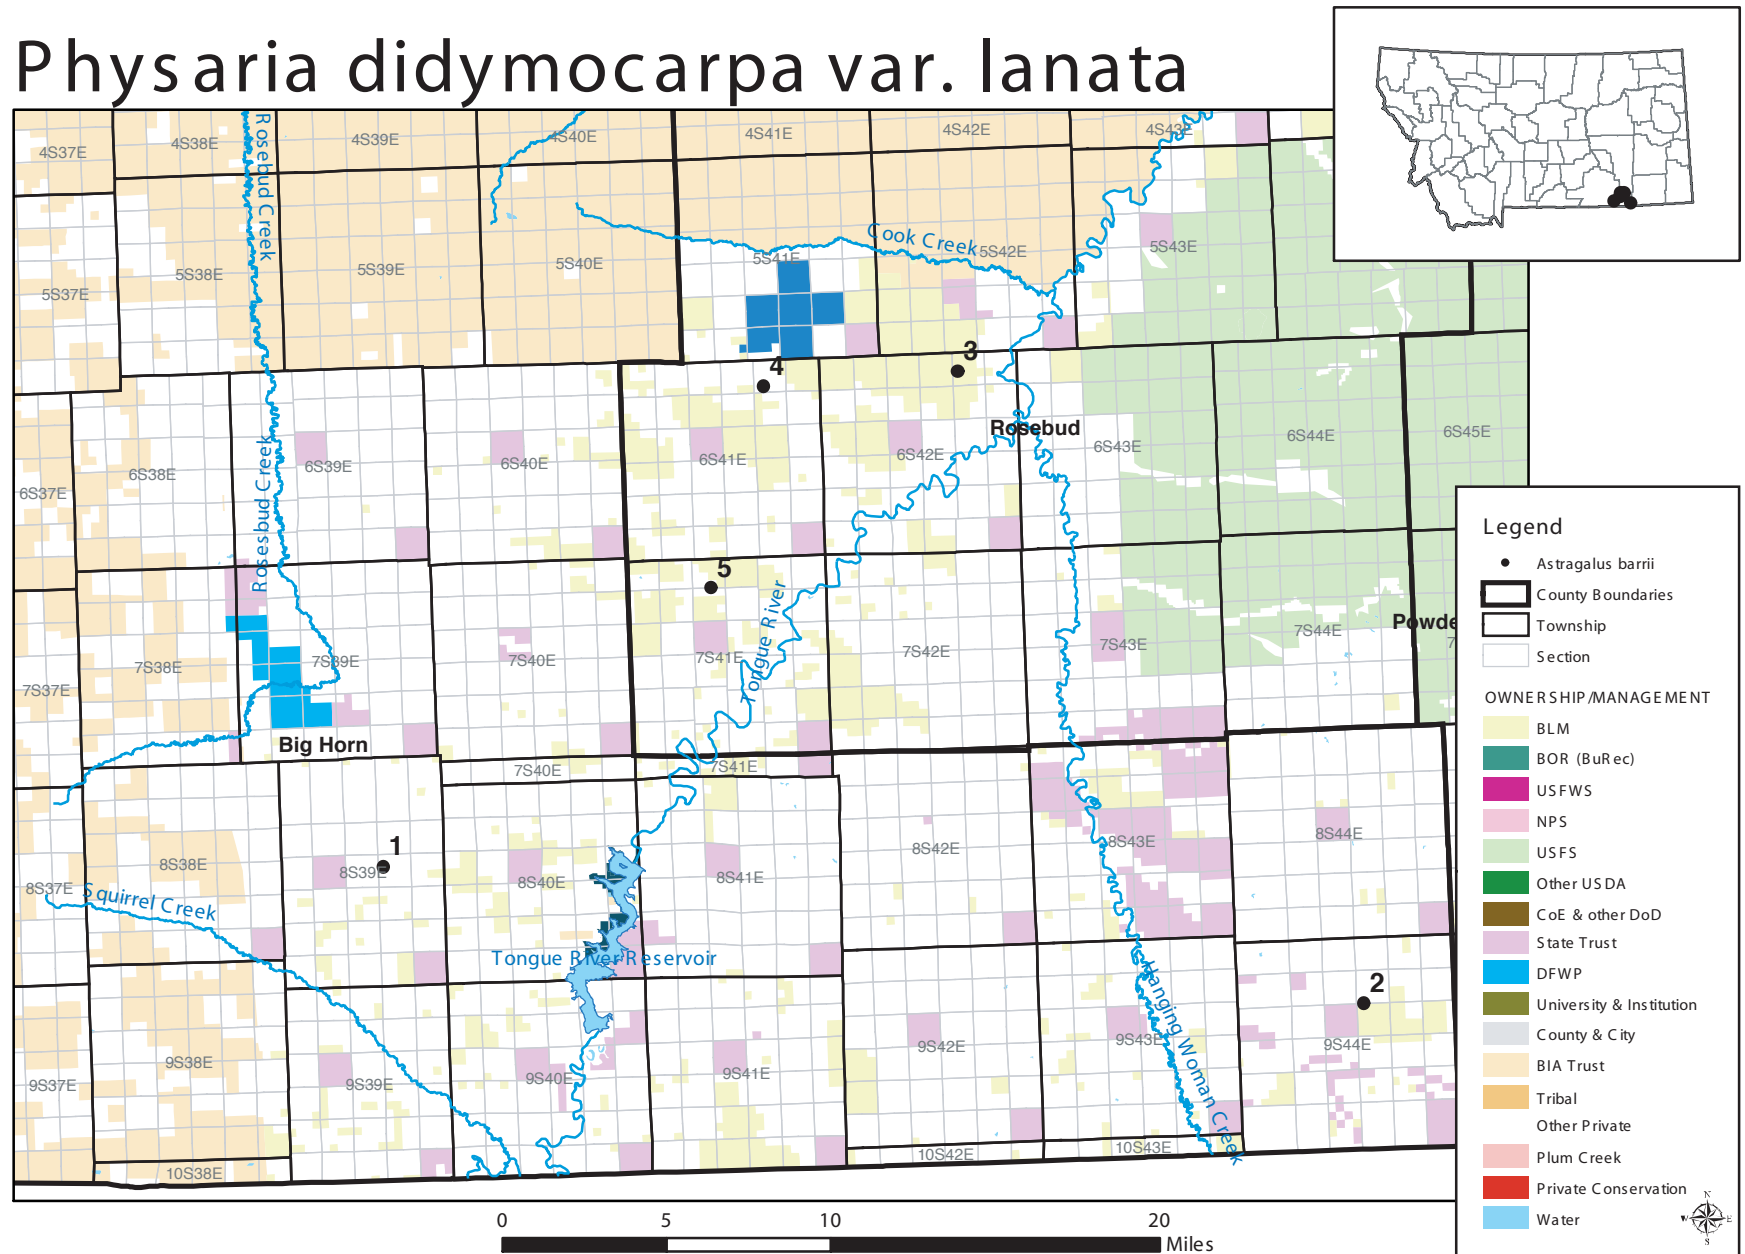 Physaria didymocarpa var. lanata
4S37E
4S38E
4S39E
4S40E
4S41E
4S42E
4S43E
Rosebud Creek
Cook Creek
5S37E
5S38E
5S39E
5S40E
5S41E
5S42E
5S43E
4
3
Rosebud
6S37E
6S38E
Rosesbud Creek
6S39E
6S40E
6S41E
6S42E
6S43E
6S44E
6S45E
5
Tongue River
Powde
7S37E
7S38E
7S39E
7S40E
7S41E
7S42E
7S43E
7S44E
7
Big Horn
7S40E
7S41E
1
8S37E
8S38E
8S39E
8S40E
8S41E
8S42E
8S43E
8S44E
Squirrel Creek
Tongue River Reservoir
Hanging Woman Creek
2
9S37E
9S38E
9S39E
9S40E
9S41E
9S42E
9S43E
9S44E
10S38E
10S42E
10S43E
0 5 10 20
Miles
Legend
Astragalus barrii
County Boundaries
Township
Section
OWNERSHIP/MANAGEMENT
BLM
BOR (BuRec)
USFWS
NPS
USFS
Other USDA
CoE & other DoD
State Trust
DFWP
University & Institution
County & City
BIA Trust
Tribal
Other Private
Plum Creek
Private Conservation
Water
N
W E
S